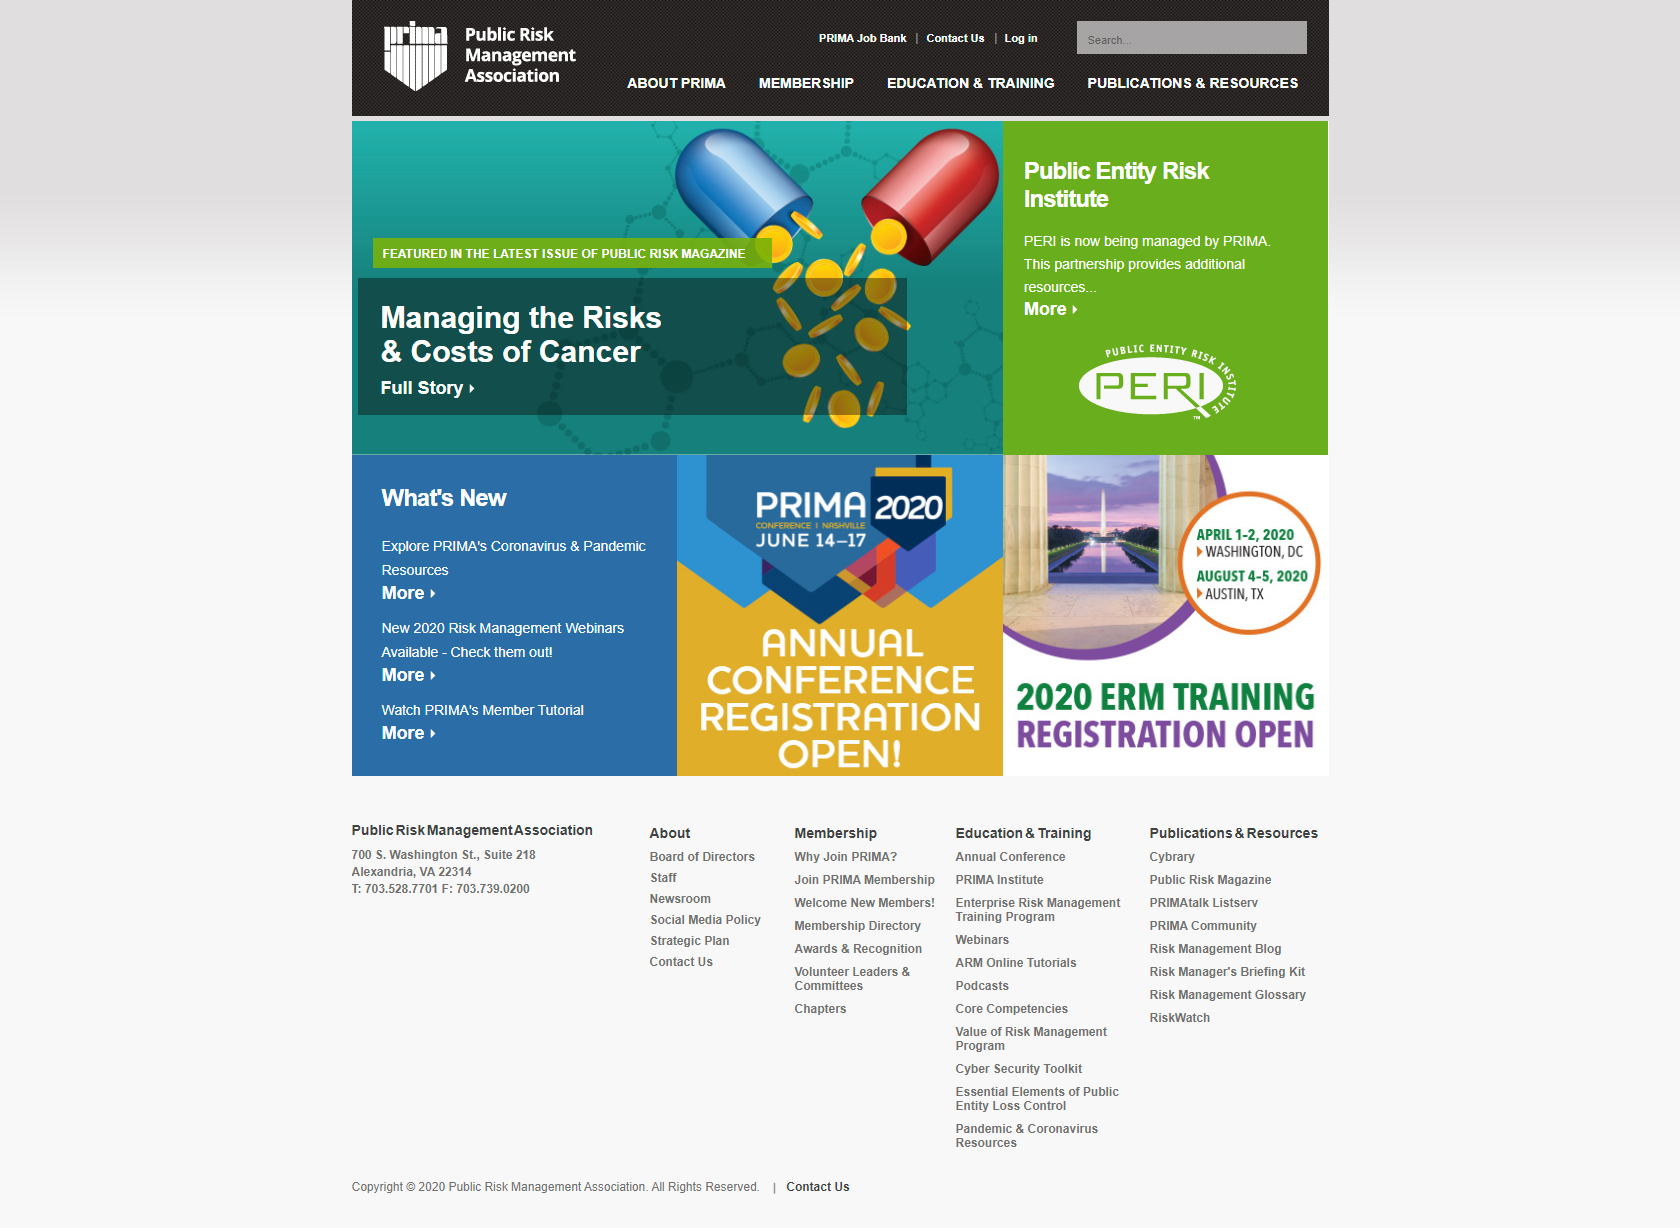 prima
Public Risk
Management
Association
PRIMA Job Bank | Contact Us | Log in
Search...
ABOUT PRIMA MEMBERSHIP EDUCATION & TRAINING PUBLICATIONS & RESOURCES
FEATURED IN THE LATEST ISSUE OF PUBLIC RISK MAGAZINE
Managing the Risks
& Costs of Cancer
Full Story
Public Entity Risk
Institute
PERI is now being managed by PRIMA.
This partnership provides additional
resources...
More
PUBLIC ENTITY RISK INSTITUTE
PERI
TM
What's New
Explore PRIMA's Coronavirus & Pandemic
Resources
More
New 2020 Risk Management Webinars
Available - Check them out!
More
Watch PRIMA's Member Tutorial
More
PRIMA 2020
CONFERENCE | NASHVILLE
JUNE 14–17
ANNUAL
CONFERENCE
REGISTRATION
OPEN!
APRIL 1-2, 2020
WASHINGTON, DC
AUGUST 4-5, 2020
AUSTIN, TX
2020 ERM TRAINING
REGISTRATION OPEN
Public Risk Management Association
700 S. Washington St., Suite 218
Alexandria, VA 22314
T: 703.528.7701 F: 703.739.0200
About
Board of Directors
Staff
Newsroom
Social Media Policy
Strategic Plan
Contact Us
Membership
Why Join PRIMA?
Join PRIMA Membership
Welcome New Members!
Membership Directory
Awards & Recognition
Volunteer Leaders &
Committees
Chapters
Education & Training
Annual Conference
PRIMA Institute
Enterprise Risk Management
Training Program
Webinars
ARM Online Tutorials
Podcasts
Core Competencies
Value of Risk Management
Program
Cyber Security Toolkit
Essential Elements of Public
Entity Loss Control
Pandemic & Coronavirus
Resources
Publications & Resources
Cybrary
Public Risk Magazine
PRIMAtalk Listserv
PRIMA Community
Risk Management Blog
Risk Manager's Briefing Kit
Risk Management Glossary
RiskWatch
Copyright © 2020 Public Risk Management Association. All Rights Reserved. | Contact Us